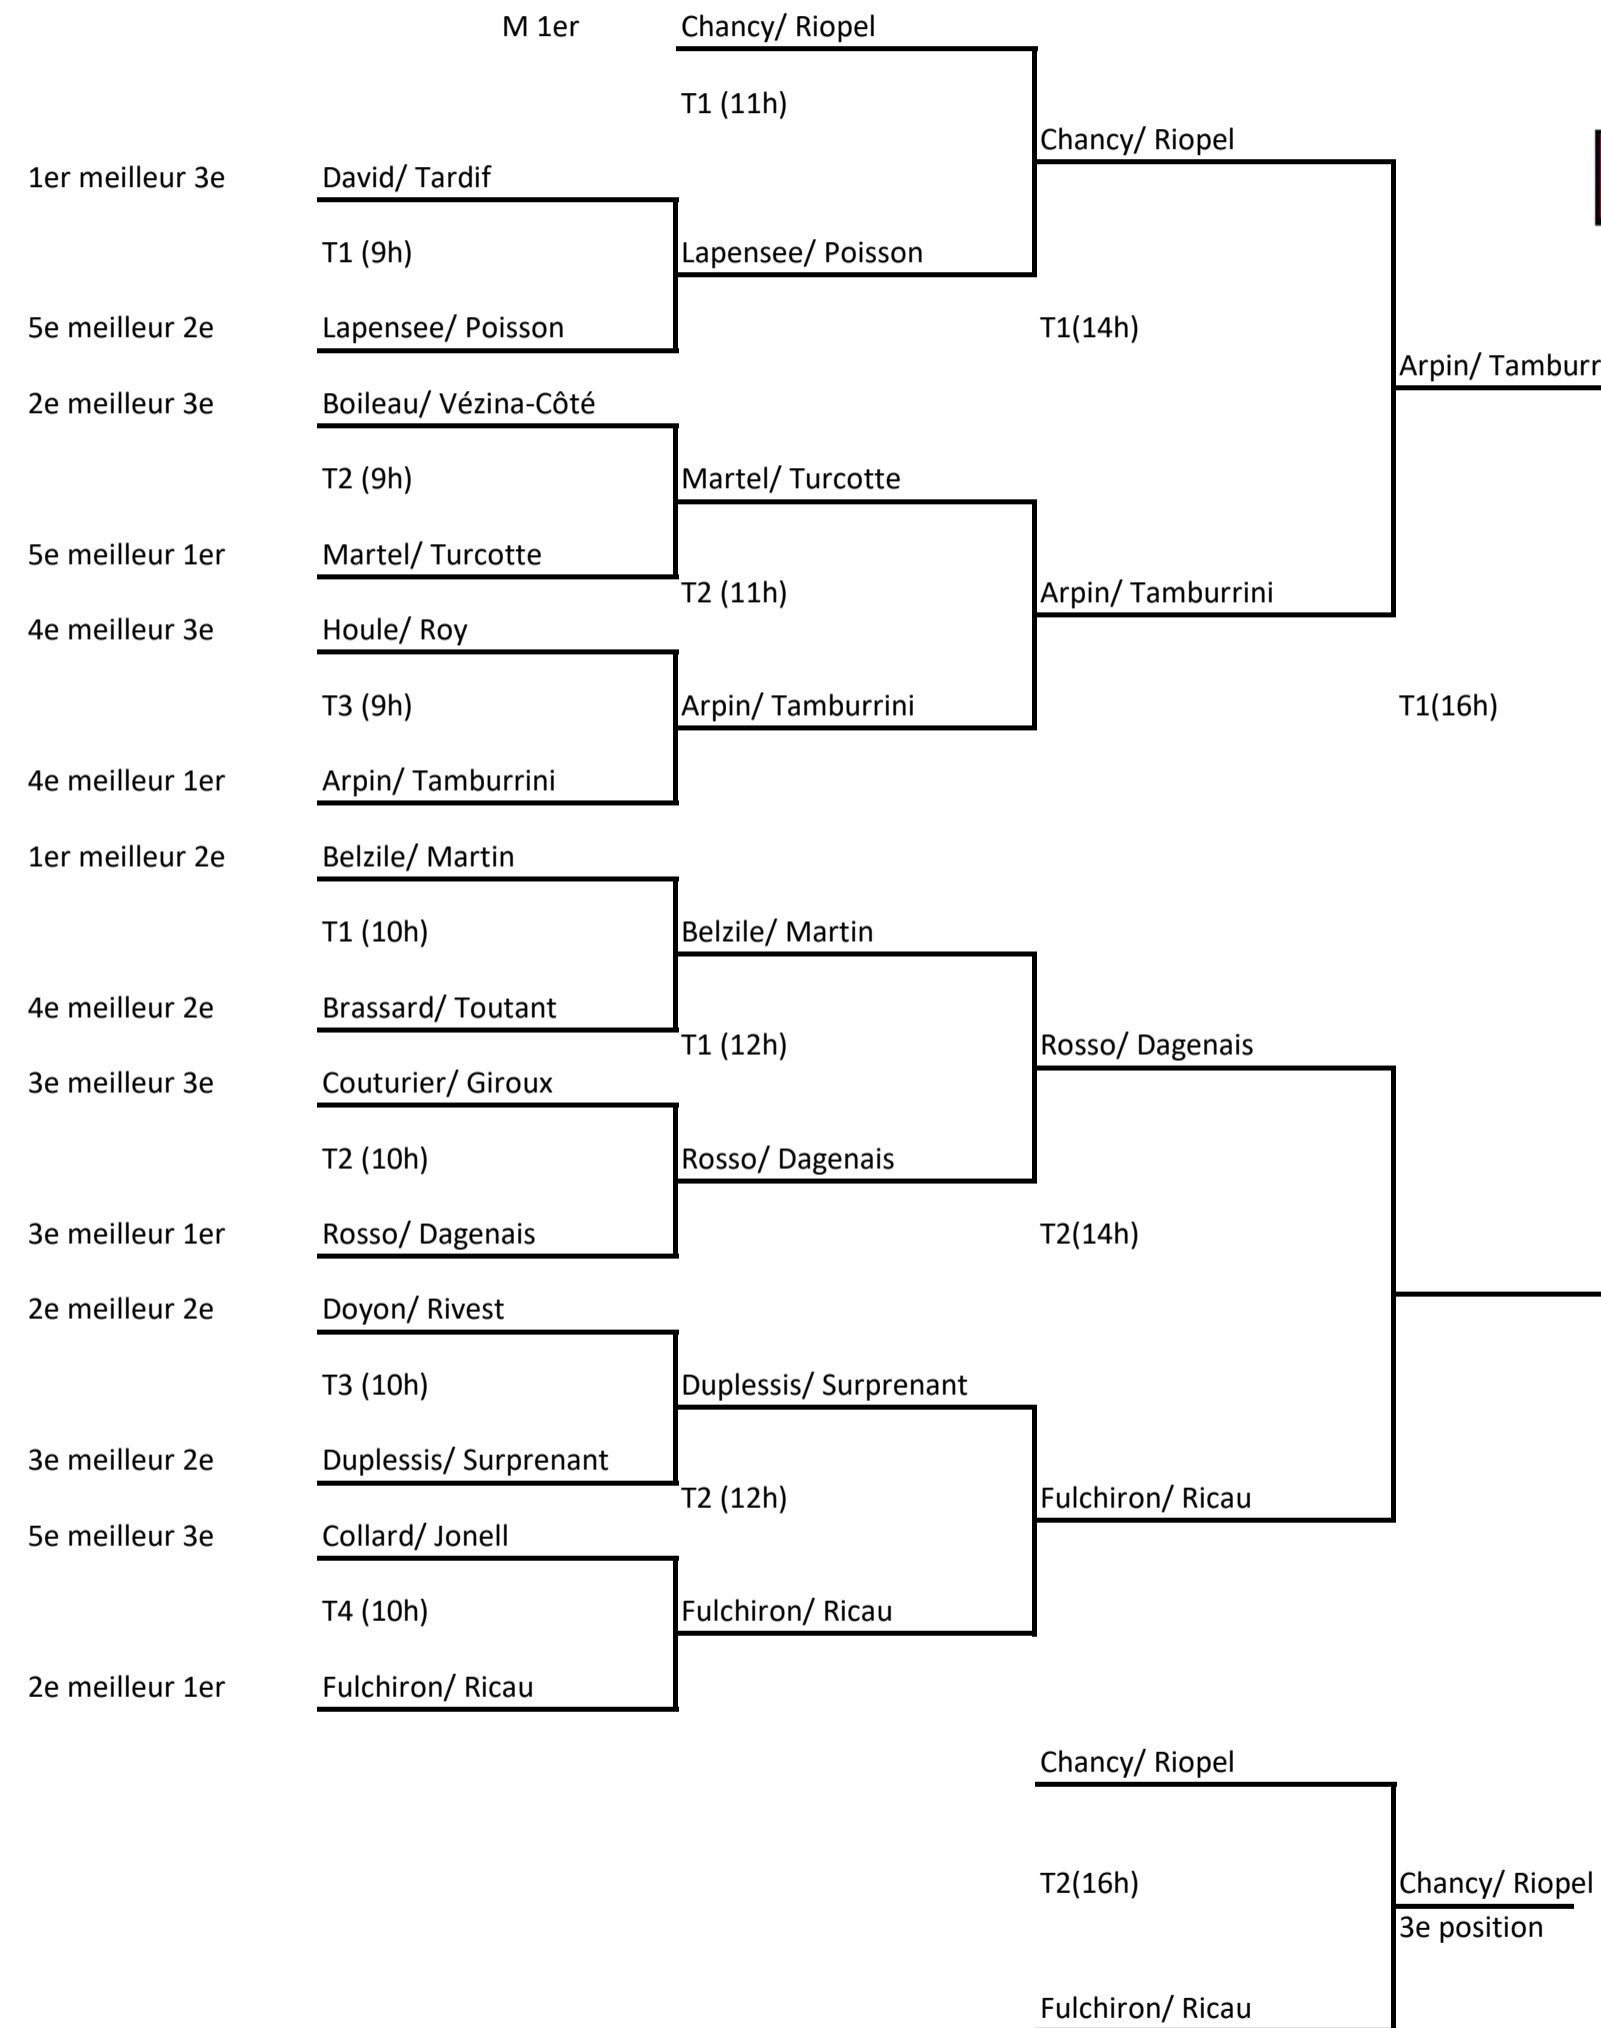 M 1er Chancy/ Riopel
T1 (11h)
Chancy/ Riopel
1er meilleur 3e David/ Tardif
T1 (9h) Lapensee/ Poisson
5e meilleur 2e Lapensee/ Poisson T1(14h)
Arpin/ Tamburr
2e meilleur 3e Boileau/ Vézina-Côté
T2 (9h) Martel/ Turcotte
5e meilleur 1er Martel/ Turcotte
T2 (11h) Arpin/ Tamburrini
4e meilleur 3e Houle/ Roy
T3 (9h) Arpin/ Tamburrini T1(16h)
4e meilleur 1er Arpin/ Tamburrini
1er meilleur 2e Belzile/ Martin
T1 (10h) Belzile/ Martin
4e meilleur 2e Brassard/ Toutant
T1 (12h) Rosso/ Dagenais
3e meilleur 3e Couturier/ Giroux
T2 (10h) Rosso/ Dagenais
3e meilleur 1er Rosso/ Dagenais T2(14h)
2e meilleur 2e Doyon/ Rivest
T3 (10h) Duplessis/ Surprenant
3e meilleur 2e Duplessis/ Surprenant
T2 (12h) Fulchiron/ Ricau
5e meilleur 3e Collard/ Jonell
T4 (10h) Fulchiron/ Ricau
2e meilleur 1er Fulchiron/ Ricau
Chancy/ Riopel
T2(16h) Chancy/ Riopel
3e position
Fulchiron/ Ricau